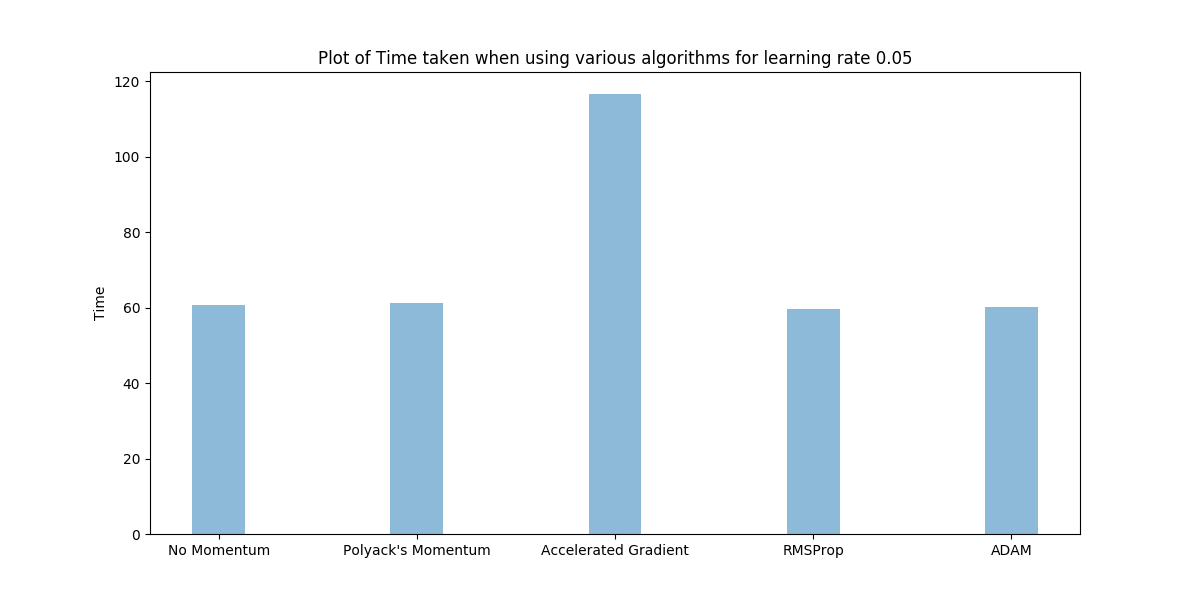 Plot of Time taken when using various algorithms for learning rate 0.05
120
100
80
60
40
20
0
Time
No Momentum
Polyack's Momentum
Accelerated Gradient
RMSProp
ADAM